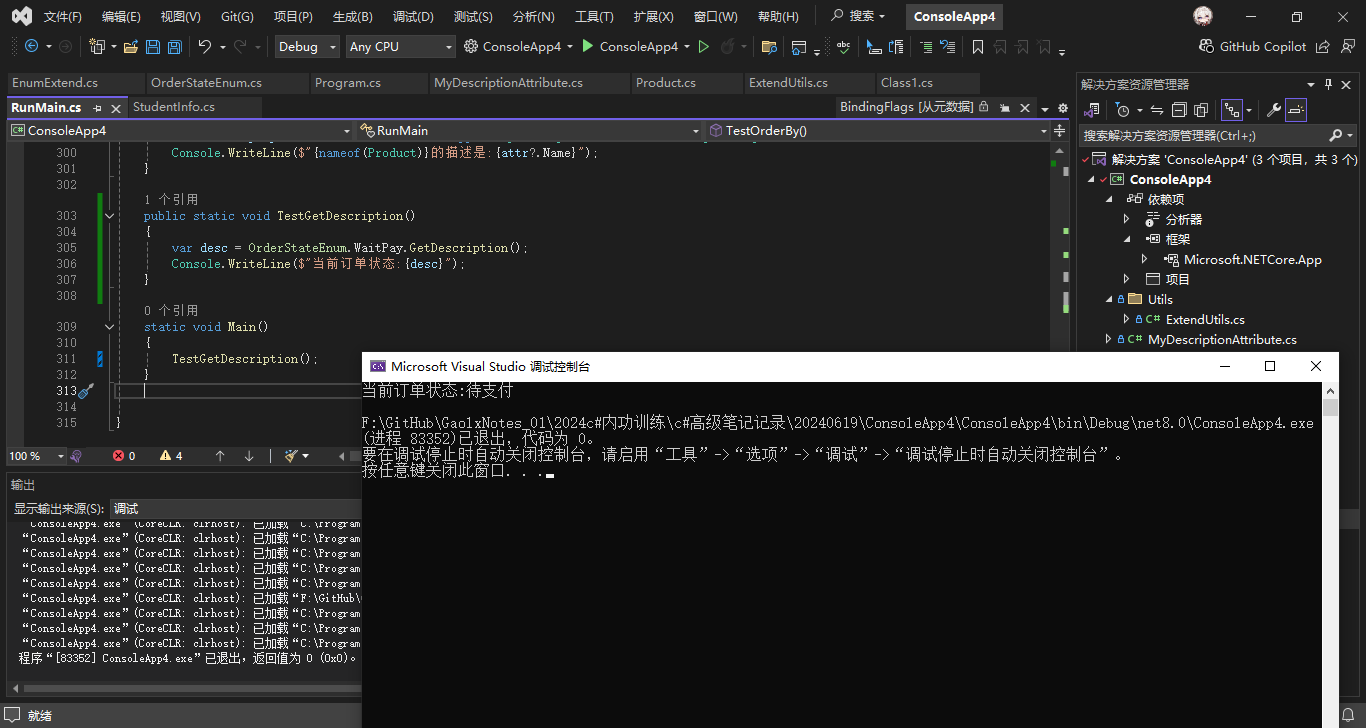 文件(F) 编辑(E) 视图(V) Git(G) 项目(P) 生成(B) 调试(D) 测试(S) 分析(N) 工具(T) 扩展(X) 窗口(W) 帮助(H) 搜索 ConsoleApp4
Debug Any CPU ConsoleApp4 ConsoleApp4 GitHub Copilot
EnumExtend.cs OrderStateEnum.cs Program.cs MyDescriptionAttribute.cs Product.cs ExtendUtils.cs Class1.cs
RunMain.cs StudentInfo.cs BindingFlags [从元数据]
ConsoleApp4 RunMain TestOrderBy()
300 Console.WriteLine($"{nameof(Product)}的描述是:{attr?.Name}");
301 }
302
1 个引用
303 public static void TestGetDescription()
304 {
305 var desc = OrderStateEnum.WaitPay.GetDescription();
306 Console.WriteLine($"当前订单状态:{desc}");
307 }
308
0 个引用
309 static void Main()
310 {
311 TestGetDescription();
312 }
313
314
315 }
100 % 0 4
输出
显示输出来源(S): 调试
“ConsoleApp4.exe”(CoreCLR: clrhost): 已加载“C:\Program
“ConsoleApp4.exe”(CoreCLR: clrhost): 已加载“C:\Program
“ConsoleApp4.exe”(CoreCLR: clrhost): 已加载“C:\Program
“ConsoleApp4.exe”(CoreCLR: clrhost): 已加载“C:\Program
“ConsoleApp4.exe”(CoreCLR: clrhost): 已加载“C:\Program
“ConsoleApp4.exe”(CoreCLR: clrhost): 已加载“F:\GitHub\
“ConsoleApp4.exe”(CoreCLR: clrhost): 已加载“C:\Program
“ConsoleApp4.exe”(CoreCLR: clrhost): 已加载“C:\Program
“ConsoleApp4.exe”(CoreCLR: clrhost): 已加载“C:\Program
程序“[83352] ConsoleApp4.exe”已退出，返回值为 0 (0x0)。
就绪
Microsoft Visual Studio 调试控制台
当前订单状态:待支付
F:\GitHub\GaolxNotes_01\2024c#内功训练\c#高级笔记记录\20240619\ConsoleApp4\ConsoleApp4\bin\Debug\net8.0\ConsoleApp4.exe
(进程 83352)已退出，代码为 0。
要在调试停止时自动关闭控制台，请启用“工具”->“选项”->“调试”->“调试停止时自动关闭控制台”。
按任意键关闭此窗口. . .
解决方案资源管理器
搜索解决方案资源管理器(Ctrl+;)
解决方案 'ConsoleApp4' (3 个项目，共 3 个)
ConsoleApp4
依赖项
分析器
框架
Microsoft.NETCore.App
项目
Utils
C# ExtendUtils.cs
C# MyDescriptionAttribute.cs